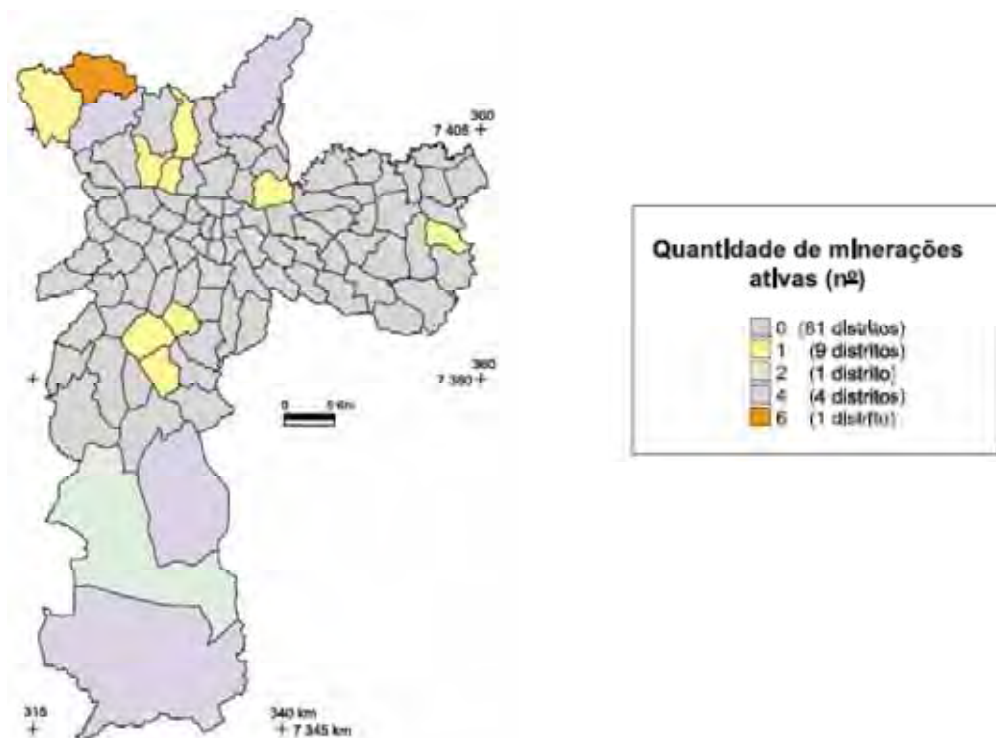 360
7 405
Quantidade de minerações
ativas (nº)
0 (81 distritos)
1 (9 distritos)
2 (1 distrito)
4 (4 distritos)
6 (1 distrito)
360
7 380
0
315
340 km
7 345 km